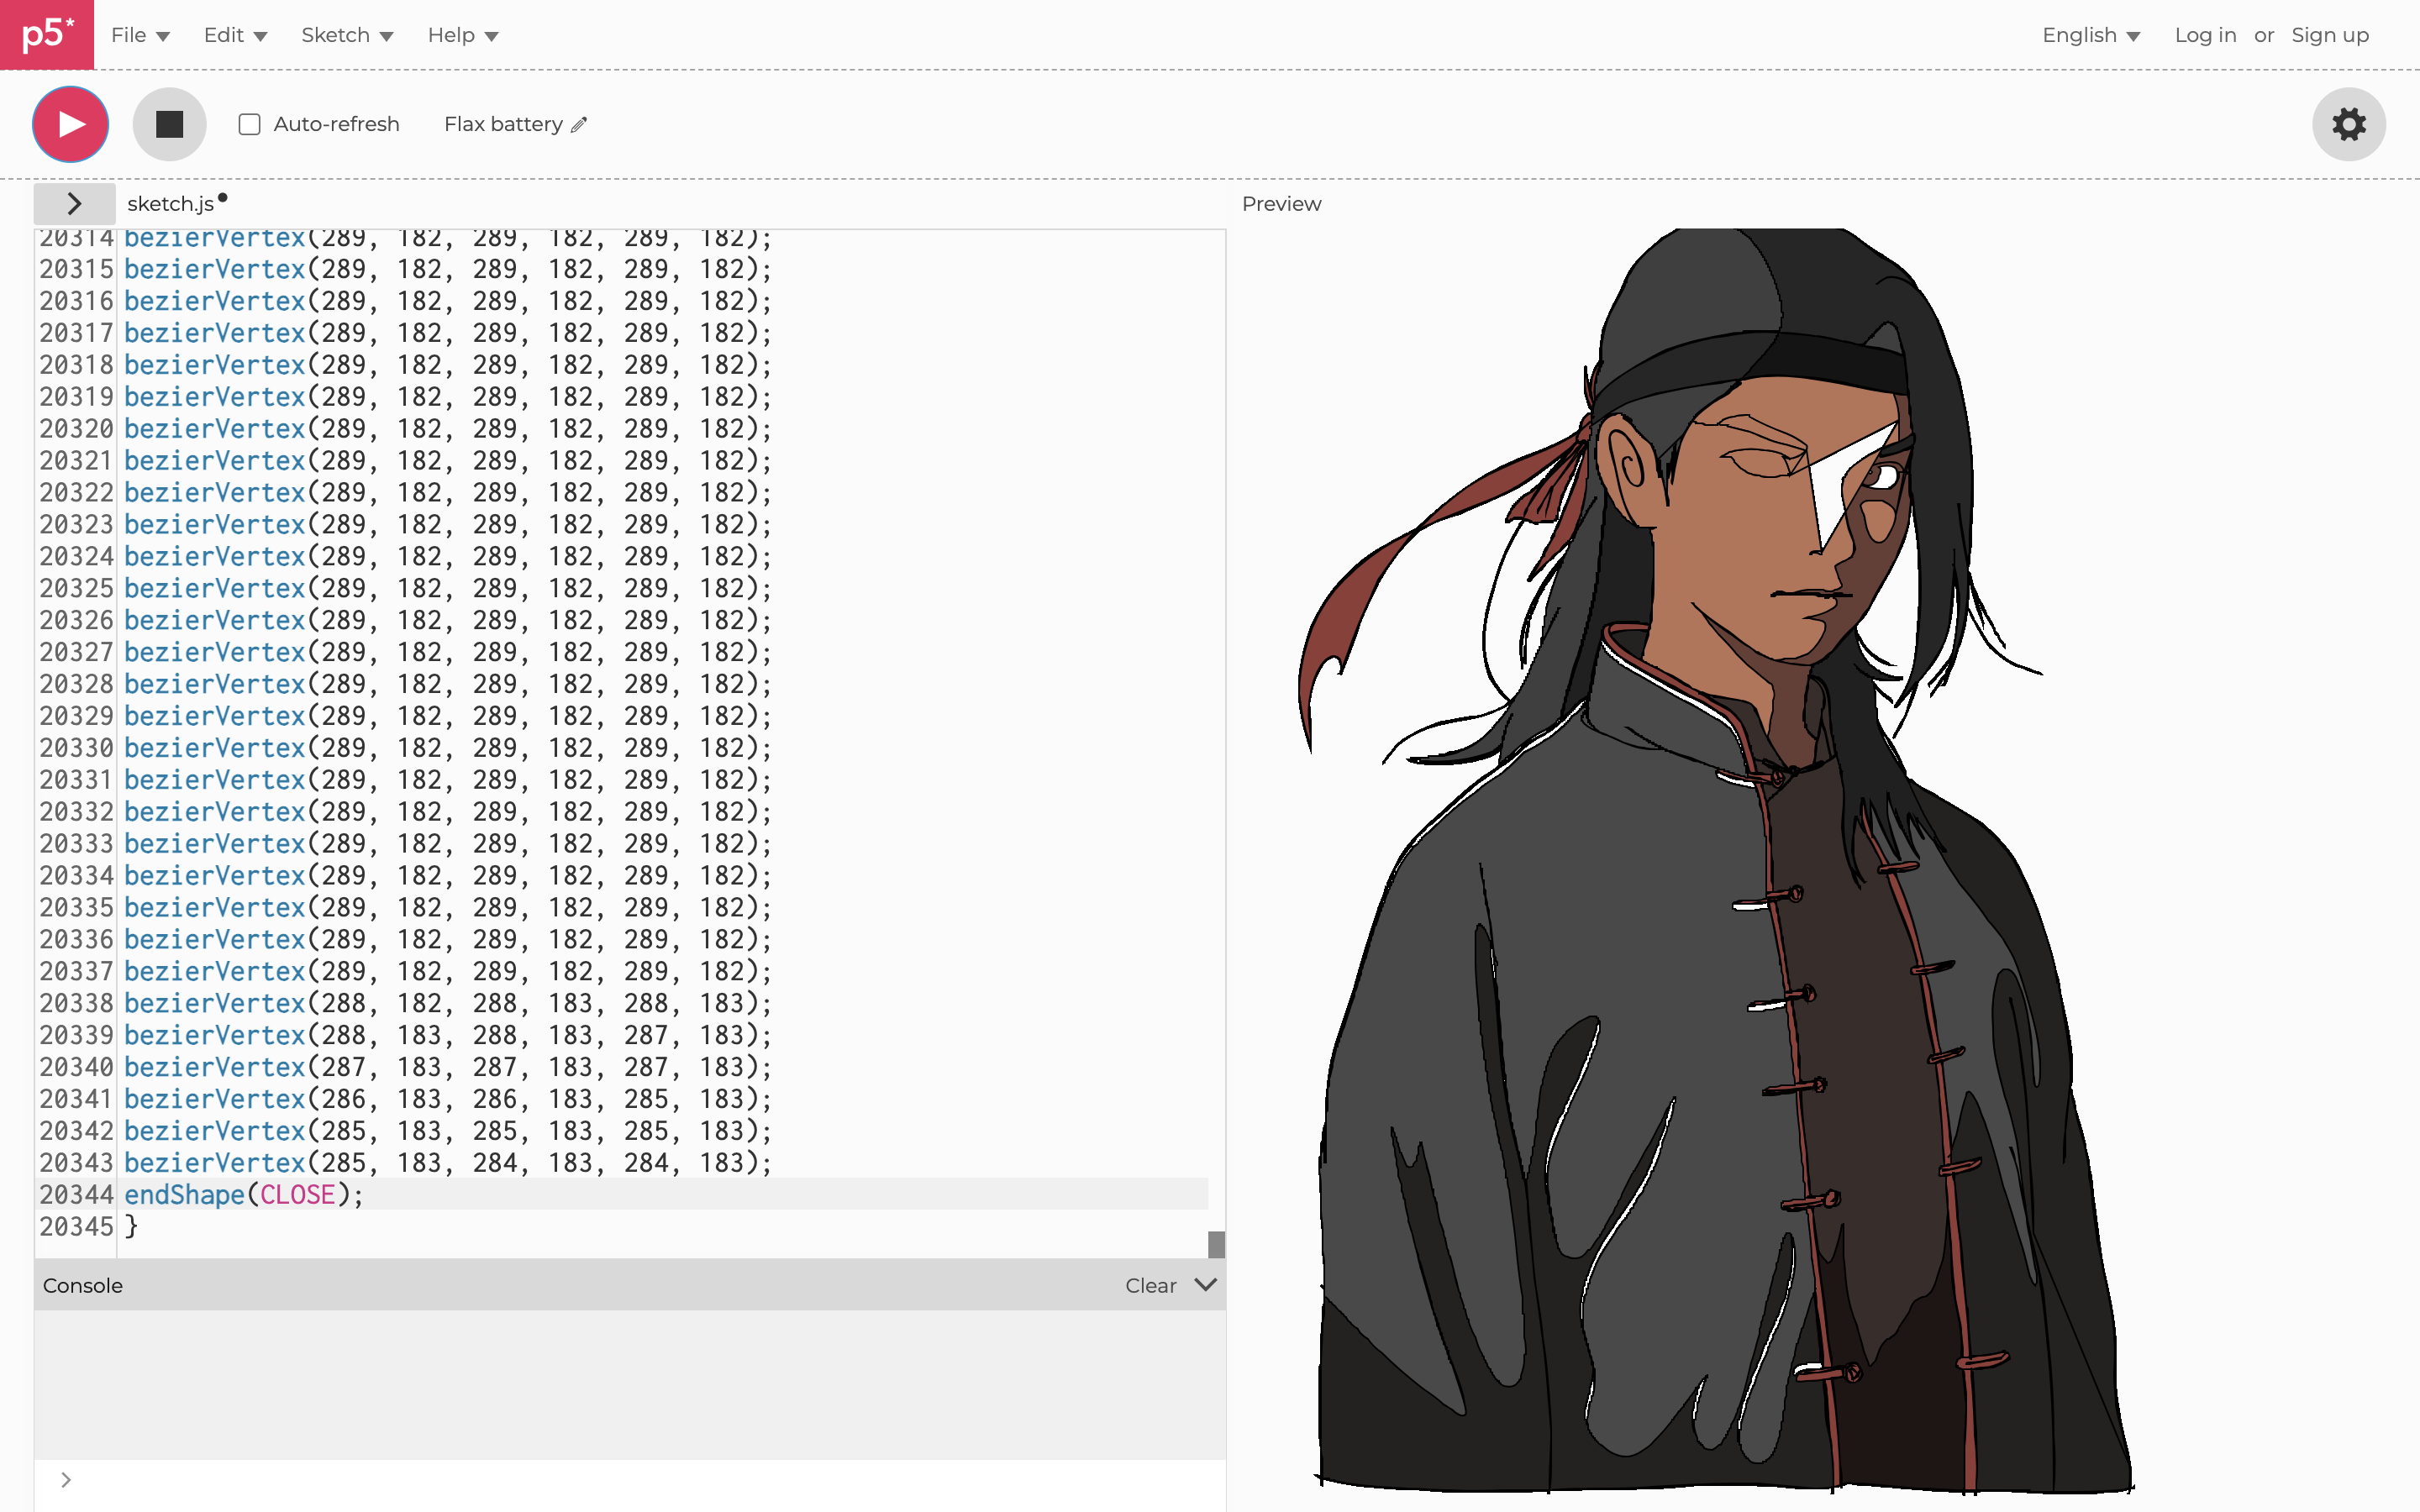 p5* File Edit Sketch Help English Log in or Sign up
Auto-refresh Flax battery
sketch.js Preview
20314 bezierVertex(289, 182, 289, 182, 289, 182);
20315 bezierVertex(289, 182, 289, 182, 289, 182);
20316 bezierVertex(289, 182, 289, 182, 289, 182);
20317 bezierVertex(289, 182, 289, 182, 289, 182);
20318 bezierVertex(289, 182, 289, 182, 289, 182);
20319 bezierVertex(289, 182, 289, 182, 289, 182);
20320 bezierVertex(289, 182, 289, 182, 289, 182);
20321 bezierVertex(289, 182, 289, 182, 289, 182);
20322 bezierVertex(289, 182, 289, 182, 289, 182);
20323 bezierVertex(289, 182, 289, 182, 289, 182);
20324 bezierVertex(289, 182, 289, 182, 289, 182);
20325 bezierVertex(289, 182, 289, 182, 289, 182);
20326 bezierVertex(289, 182, 289, 182, 289, 182);
20327 bezierVertex(289, 182, 289, 182, 289, 182);
20328 bezierVertex(289, 182, 289, 182, 289, 182);
20329 bezierVertex(289, 182, 289, 182, 289, 182);
20330 bezierVertex(289, 182, 289, 182, 289, 182);
20331 bezierVertex(289, 182, 289, 182, 289, 182);
20332 bezierVertex(289, 182, 289, 182, 289, 182);
20333 bezierVertex(289, 182, 289, 182, 289, 182);
20334 bezierVertex(289, 182, 289, 182, 289, 182);
20335 bezierVertex(289, 182, 289, 182, 289, 182);
20336 bezierVertex(289, 182, 289, 182, 289, 182);
20337 bezierVertex(289, 182, 289, 182, 289, 182);
20338 bezierVertex(288, 182, 288, 183, 288, 183);
20339 bezierVertex(288, 183, 288, 183, 287, 183);
20340 bezierVertex(287, 183, 287, 183, 287, 183);
20341 bezierVertex(286, 183, 286, 183, 285, 183);
20342 bezierVertex(285, 183, 285, 183, 285, 183);
20343 bezierVertex(285, 183, 284, 183, 284, 183);
20344 endShape(CLOSE);
20345 }
Console Clear